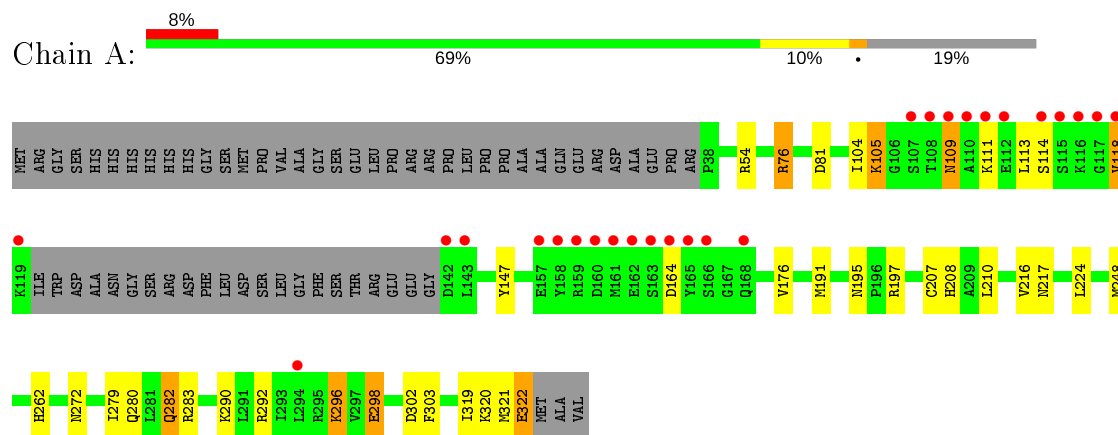 8%
Chain A:
69% 10% • 19%
MET ARG GLY SER HIS HIS HIS HIS HIS HIS GLY SER MET PRO VAL ALA GLY SER GLU LEU PRO ARG ARG PRO LEU PRO PRO ALA ALA GLN GLU ARG ASP ALA GLU PRO ARG P38 R54 R76 D81 I104 K105 G106 S107 T108 N109 A110 K111 E112 L113 S114 S115 K116 G117 V118
K119 ILE TRP ASP ALA ASN GLY SER ARG ASP PHE LEU ASP SER LEU GLY PHE SER THR ARG GLU GLU GLY D142 L143 Y147 E157 Y158 R159 D160 M161 E162 S163 D164 Y165 S166 G167 Q168 V176 M191 N195 P196 R197 C207 H208 A209 L210 V216 N217 L224 M248
H262 N272 I279 Q280 L281 Q282 R283 K290 L291 R292 I293 L294 R295 K296 V297 E298 D302 F303 I319 K320 M321 E322 MET ALA VAL